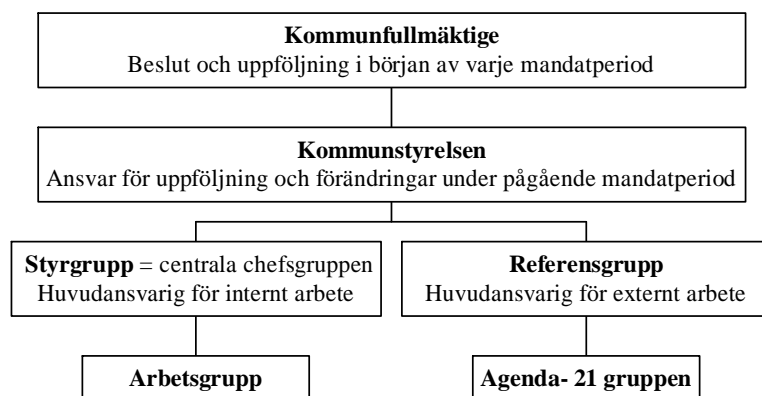 Kommunfullmäktige
Beslut och uppföljning i början av varje mandatperiod
Kommunstyrelsen
Ansvar för uppföljning och förändringar under pågående mandatperiod
Styrgrupp = centrala chefsgruppen
Huvudansvarig för internt arbete
Referensgrupp
Huvudansvarig för externt arbete
Arbetsgrupp
Agenda- 21 gruppen